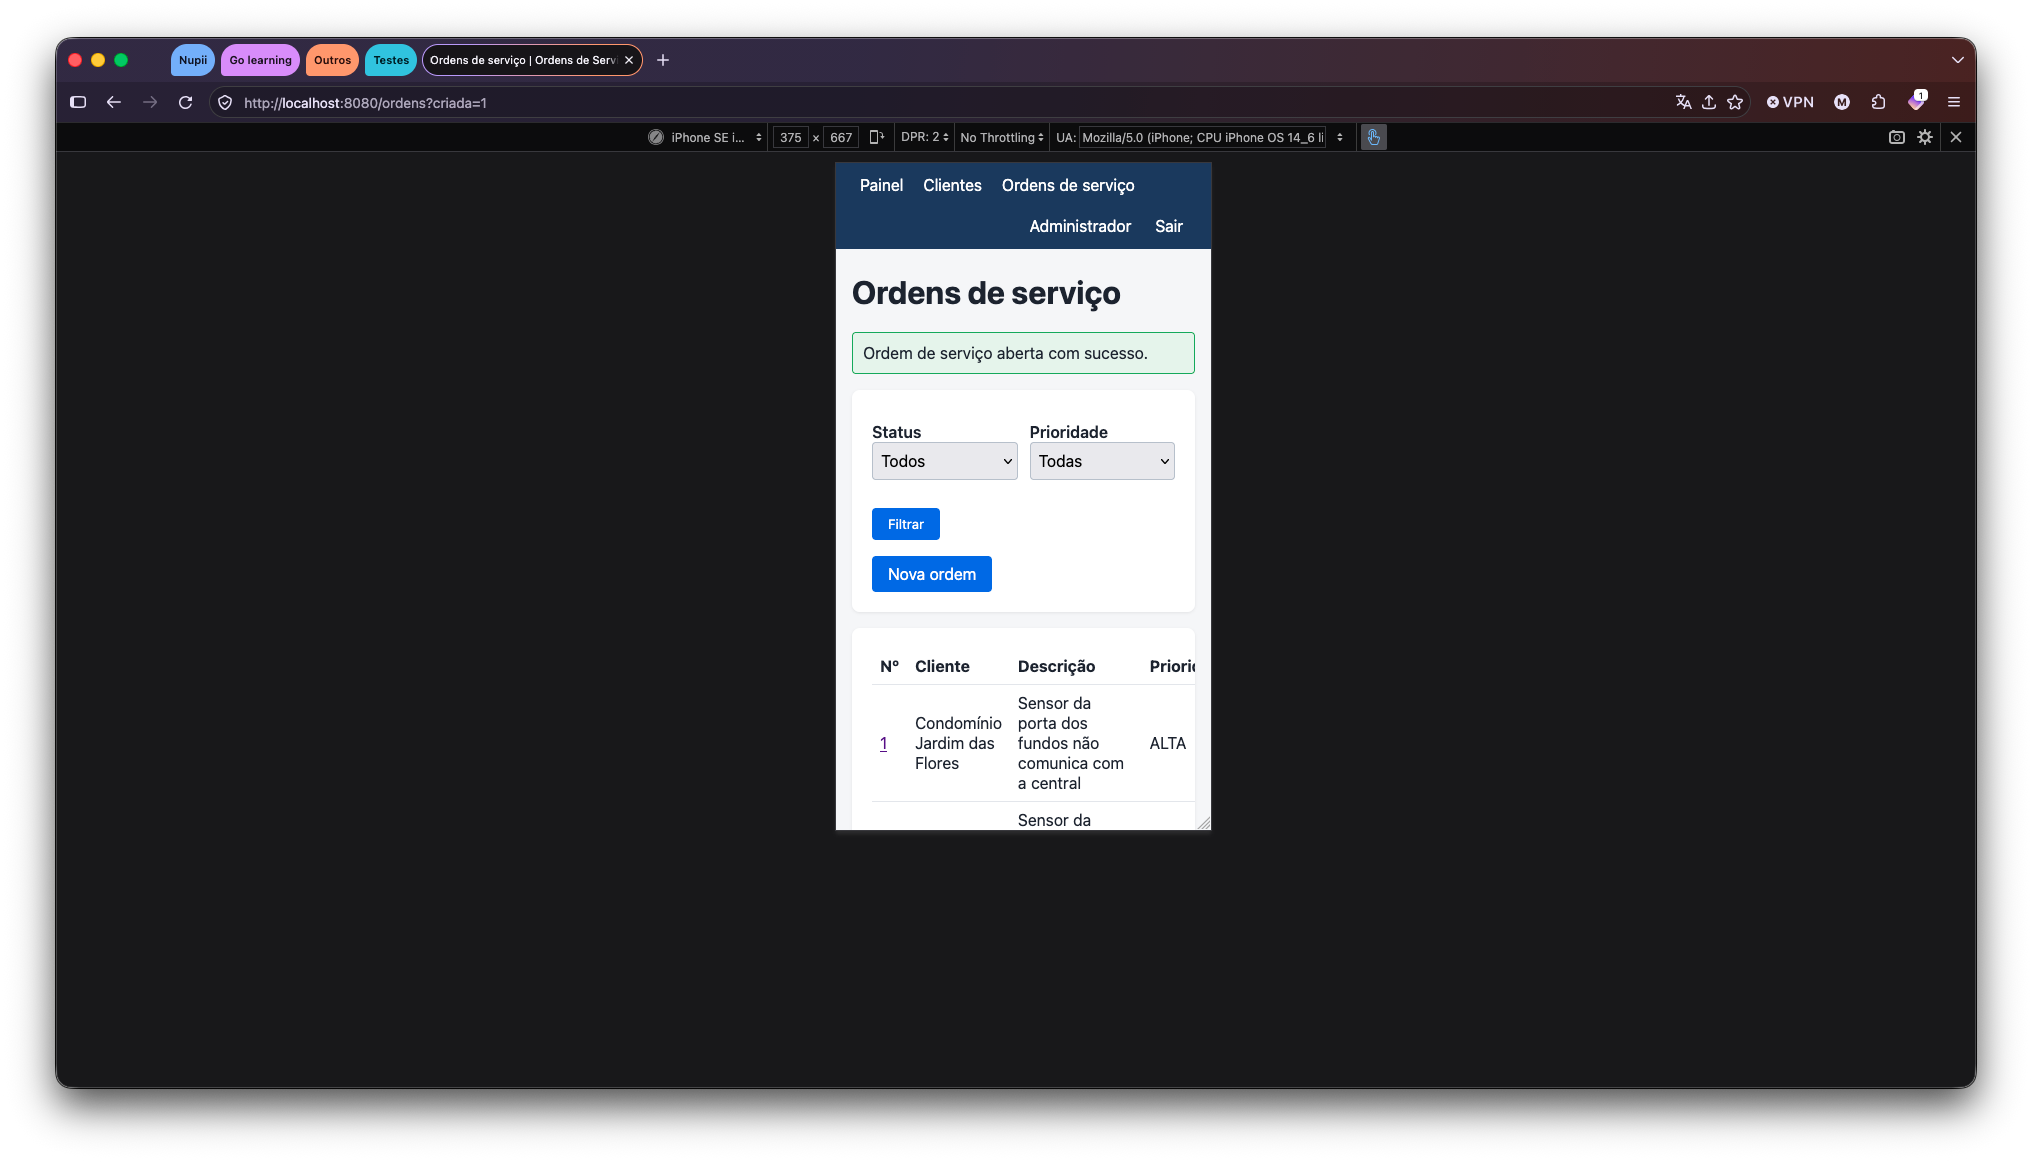 Nupii Go learning Outros Testes Ordens de serviço | Ordens de Servi
http://localhost:8080/ordens?criada=1 VPN M 1
iPhone SE i... 375 x 667 DPR: 2 No Throttling UA: Mozilla/5.0 (iPhone; CPU iPhone OS 14_6 li
Painel Clientes Ordens de serviço
Administrador Sair
Ordens de serviço
Ordem de serviço aberta com sucesso.
Status Prioridade
Todos Todas
Filtrar
Nova ordem
Nº Cliente Descrição Priorid
Sensor da
Condomínio porta dos
1 Jardim das fundos não ALTA
Flores comunica com
a central
Sensor da